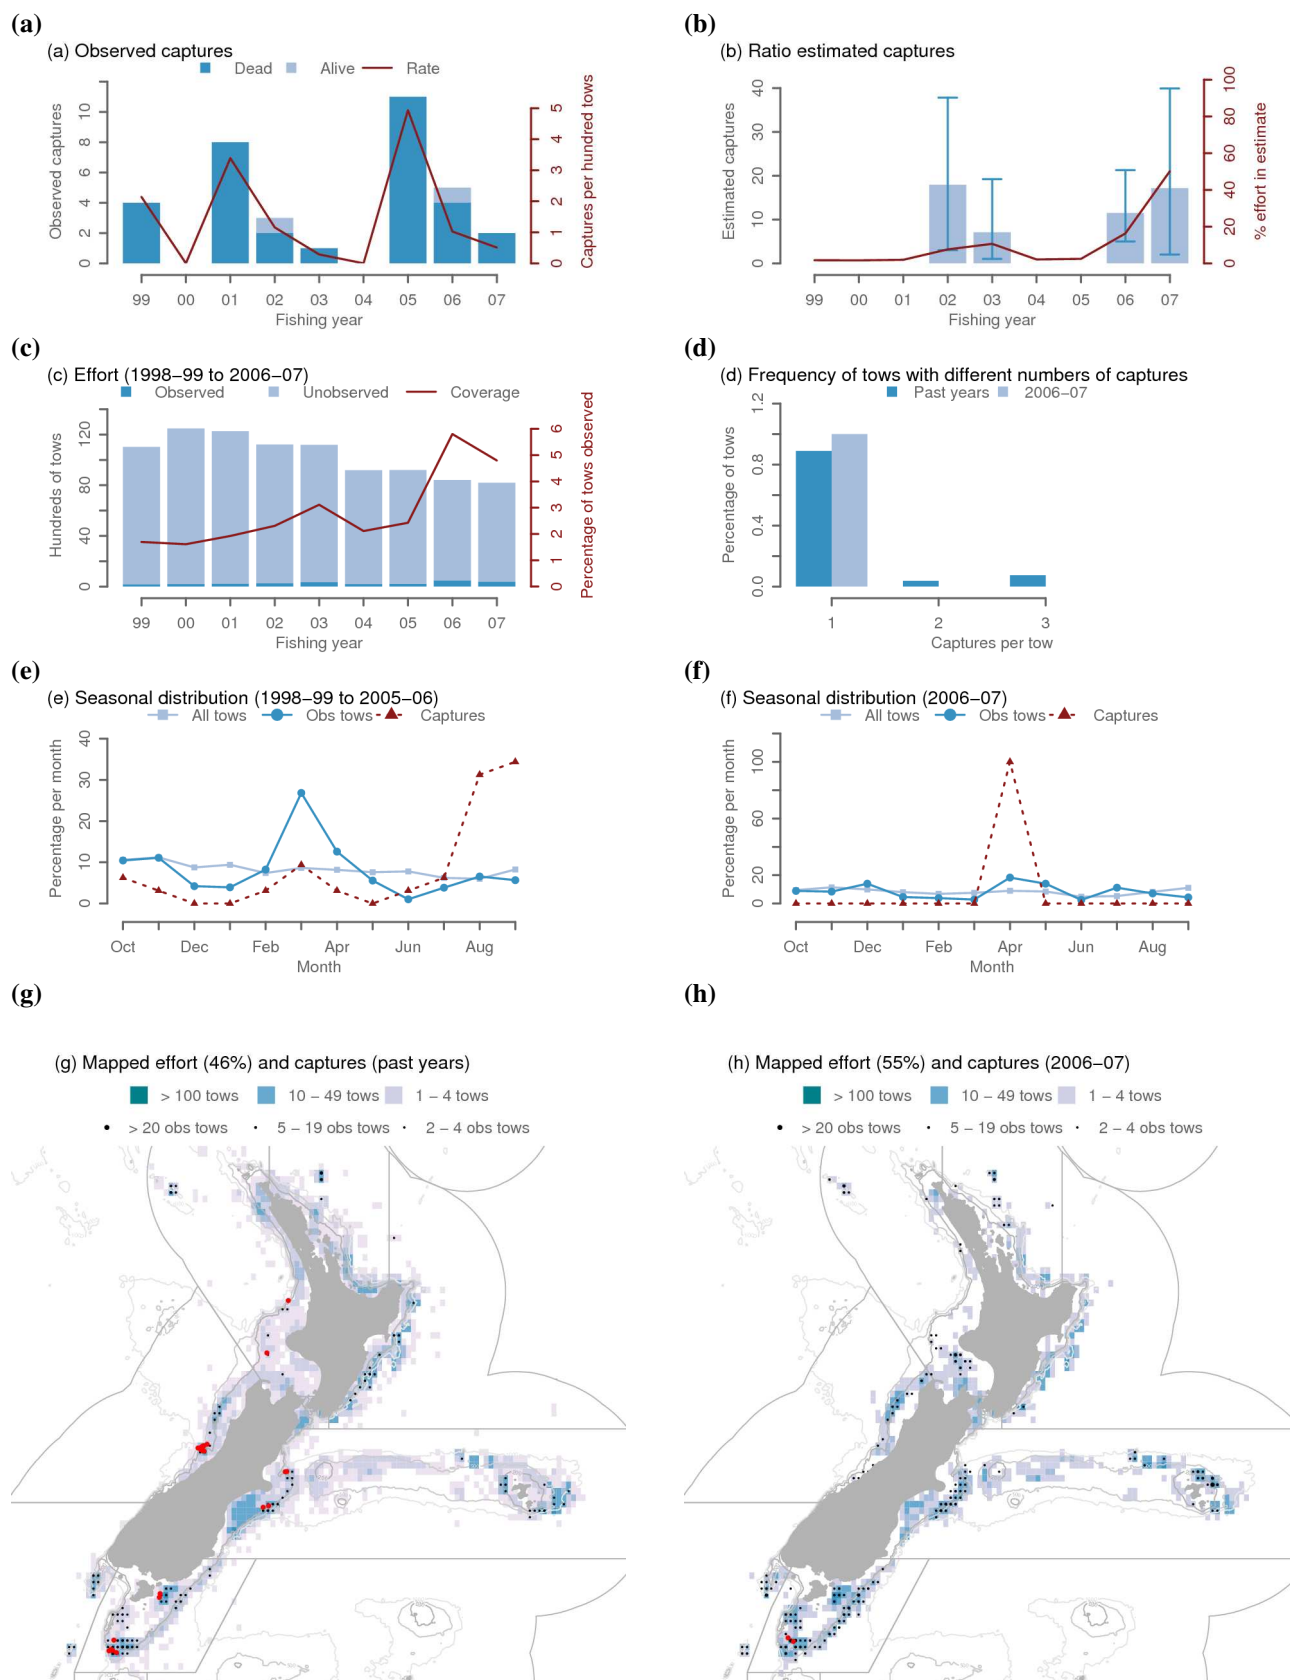 (a)
(a) Observed captures
Dead Alive Rate
Observed captures
0 2 4 6 8 10
0 1 2 3 4 5
Captures per hundred tows
99 00 01 02 03 04 05 06 07
Fishing year
(b)
(b) Ratio estimated captures
Estimated captures
0 10 20 30 40
0 20 40 60 80 100
% effort in estimate
99 00 01 02 03 04 05 06 07
Fishing year
(c)
(c) Effort (1998–99 to 2006–07)
Observed Unobserved Coverage
Hundreds of tows
0 40 80 120
0 1 2 3 4 5 6
Percentage of tows observed
99 00 01 02 03 04 05 06 07
Fishing year
(d)
(d) Frequency of tows with different numbers of captures
Past years 2006–07
Percentage of tows
0.0 0.4 0.8 1.2
1 2 3
Captures per tow
(e)
(e) Seasonal distribution (1998–99 to 2005–06)
All tows Obs tows Captures
Percentage per month
0 10 20 30 40
Oct Dec Feb Apr Jun Aug
Month
(f)
(f) Seasonal distribution (2006–07)
All tows Obs tows Captures
Percentage per month
0 20 60 100
Oct Dec Feb Apr Jun Aug
Month
(g)
(g) Mapped effort (46%) and captures (past years)
> 100 tows 10 – 49 tows 1 – 4 tows
> 20 obs tows 5 – 19 obs tows 2 – 4 obs tows
(h)
(h) Mapped effort (55%) and captures (2006–07)
> 100 tows 10 – 49 tows 1 – 4 tows
> 20 obs tows 5 – 19 obs tows 2 – 4 obs tows